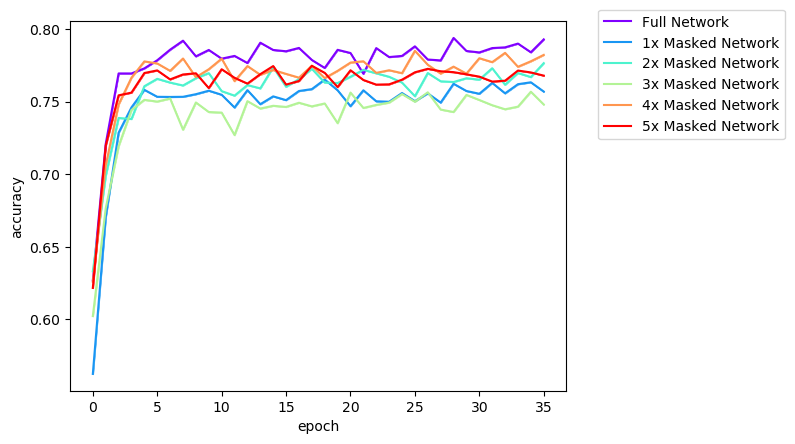 Full Network
1x Masked Network
2x Masked Network
3x Masked Network
4x Masked Network
5x Masked Network
accuracy
0.80
0.75
0.70
0.65
0.60
0 5 10 15 20 25 30 35
epoch